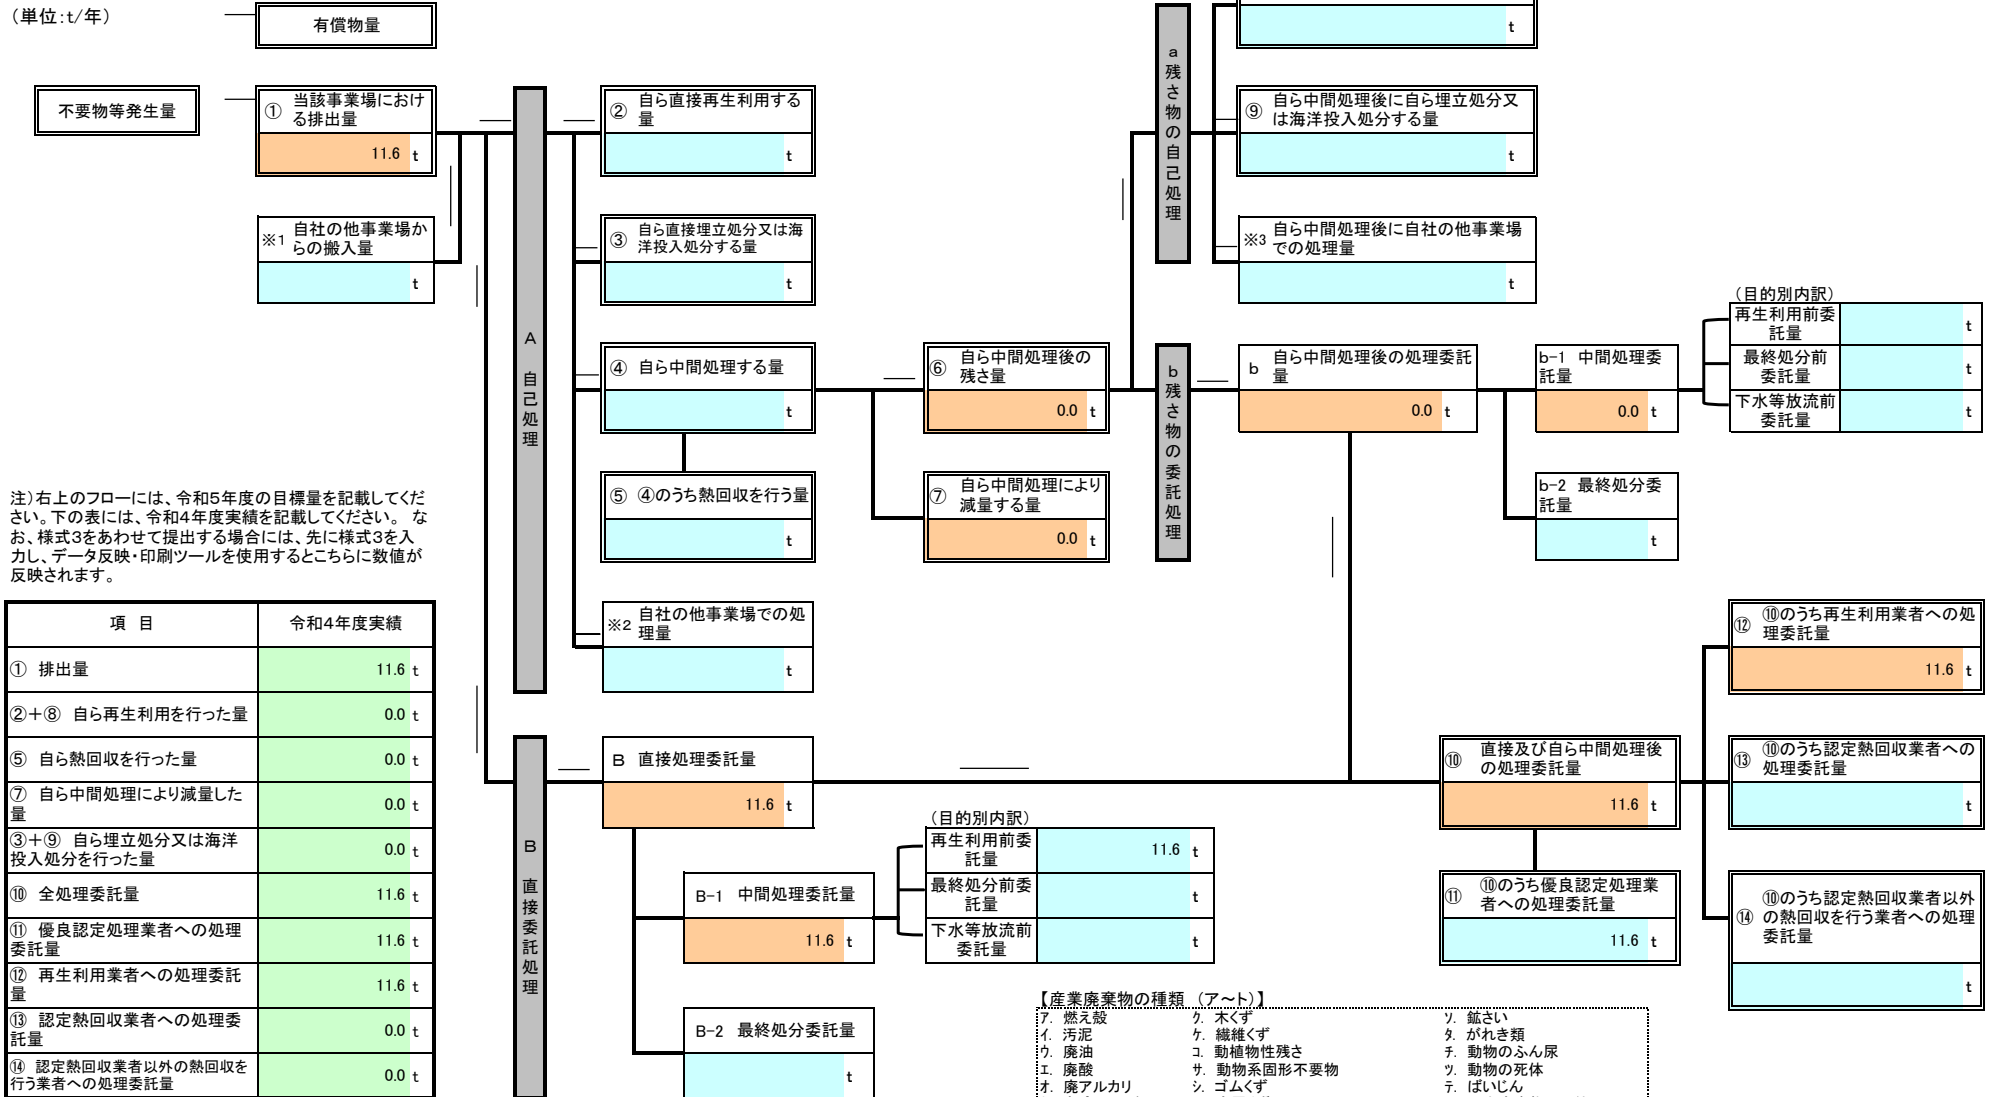 （単位:t/年）
有償物量
不要物等発生量
①
当該事業場におけ
る排出量
11.6 t
※1
自社の他事業場か
らの搬入量
t
A
自己処理
②
自ら直接再生利用する
量
t
③
自ら直接埋立処分又は海
洋投入処分する量
t
④ 自ら中間処理する量
t
⑤ ④のうち熱回収を行う量
t
※2
自社の他事業場での処
理量
t
⑥
自ら中間処理後の
残さ量
0.0 t
⑦
自ら中間処理により
減量する量
0.0 t
a
残さ物の自己処理
t
⑨
自ら中間処理後に自ら埋立処分又
は海洋投入処分する量
t
※3
自ら中間処理後に自社の他事業場
での処理量
t
b
残さ物の委託処理
b
自ら中間処理後の処理委託
量
0.0 t
b-1 中間処理委
託量
0.0 t
b-2 最終処分委
託量
t
（目的別内訳）
再生利用前委
託量
t
最終処分前
委託量
t
下水等放流前
委託量
t
注）右上のフローには、令和5年度の目標量を記載してくだ
さい。下の表には、令和4年度実績を記載してください。 な
お、様式3をあわせて提出する場合には、先に様式3を入
力し、データ反映・印刷ツールを使用するとこちらに数値が
反映されます。
項 目
令和4年度実績
① 排出量
11.6 t
②＋⑧ 自ら再生利用を行った量
0.0 t
⑤ 自ら熱回収を行った量
0.0 t
⑦ 自ら中間処理により減量した
量
0.0 t
③＋⑨ 自ら埋立処分又は海洋
投入処分を行った量
0.0 t
⑩ 全処理委託量
11.6 t
⑪ 優良認定処理業者への処理
委託量
11.6 t
⑫ 再生利用業者への処理委託
量
11.6 t
⑬ 認定熱回収業者への処理委
託量
0.0 t
⑭ 認定熱回収業者以外の熱回収を
行う業者への処理委託量
0.0 t
B
直接委託処理
B 直接処理委託量
11.6 t
B-1 中間処理委託量
11.6 t
B-2 最終処分委託量
t
（目的別内訳）
再生利用前委
託量
11.6 t
最終処分前委
託量
t
下水等放流前
委託量
t
⑩
直接及び自ら中間処理後
の処理委託量
11.6 t
⑪
⑩のうち優良認定処理業
者への処理委託量
11.6 t
⑫
⑩のうち再生利用業者への処
理委託量
11.6 t
⑬
⑩のうち認定熱回収業者への
処理委託量
t
⑭
⑩のうち認定熱回収業者以外
の熱回収を行う業者への処理
委託量
t
【産業廃棄物の種類 （ア～ト）】
ｱ. 燃え殻 ｸ. 木くず ｿ. 鉱さい
ｲ. 汚泥 ｹ. 繊維くず ﾀ. がれき類
ｳ. 廃油 ｺ. 動植物性残さ ﾁ. 動物のふん尿
ｴ. 廃酸 ｻ. 動物系固形不要物 ﾂ. 動物の死体
ｵ. 廃アルカリ ｼ. ゴムくず ﾃ. ばいじん